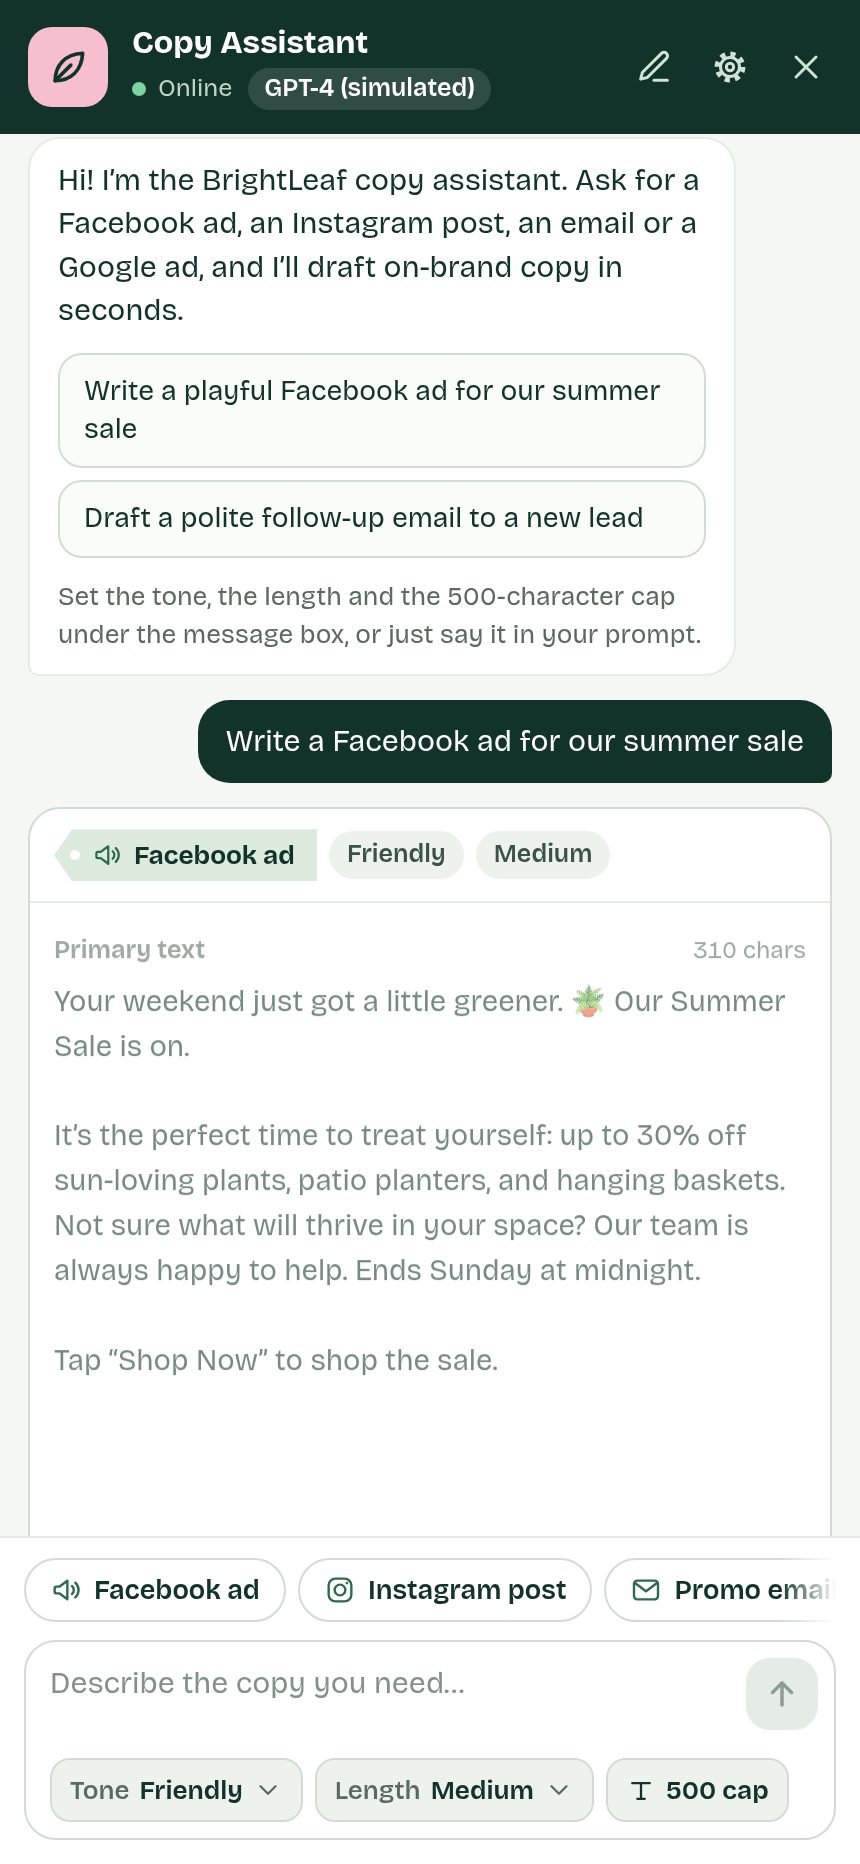 Copy Assistant
Online
GPT-4 (simulated)
Hi! I’m the BrightLeaf copy assistant. Ask for a
Facebook ad, an Instagram post, an email or a
Google ad, and I’ll draft on-brand copy in
seconds.
Write a playful Facebook ad for our summer
sale
Draft a polite follow-up email to a new lead
Set the tone, the length and the 500-character cap
under the message box, or just say it in your prompt.
Write a Facebook ad for our summer sale
Facebook ad
Friendly
Medium
Primary text
310 chars
Your weekend just got a little greener. 🪴 Our Summer
Sale is on.
It’s the perfect time to treat yourself: up to 30% off
sun-loving plants, patio planters, and hanging baskets.
Not sure what will thrive in your space? Our team is
always happy to help. Ends Sunday at midnight.
Tap “Shop Now” to shop the sale.
Facebook ad
Instagram post
Promo email
Describe the copy you need...
Tone Friendly
Length Medium
500 cap